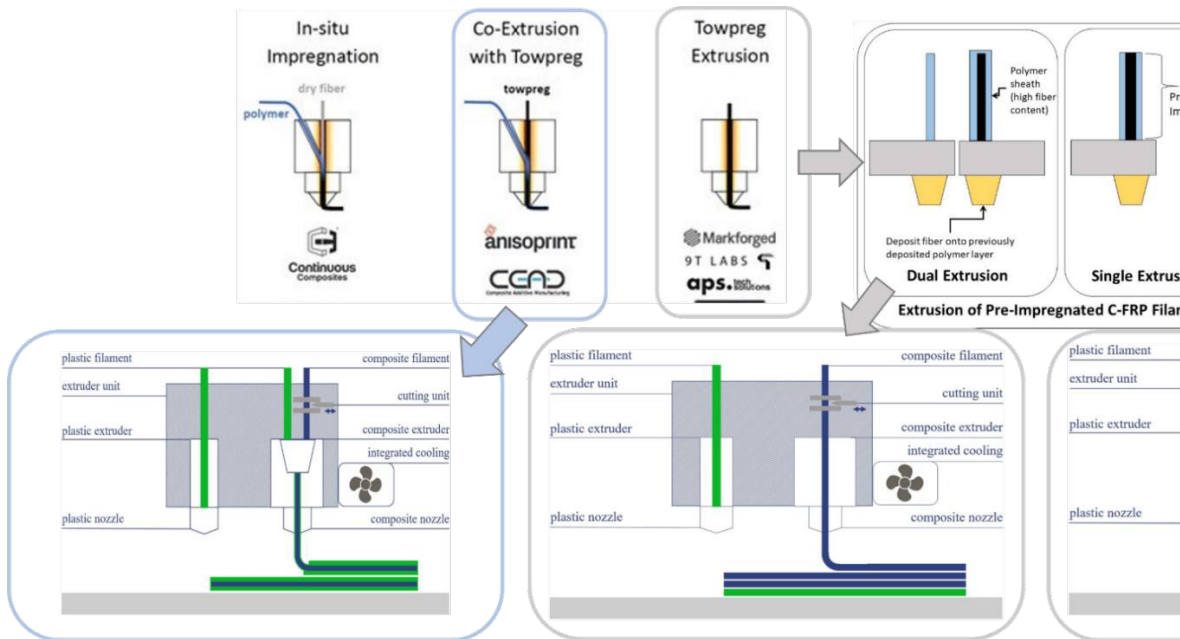 In-situ
Impregnation
dry fiber
polymer
Continuous
Composites
Co-Extrusion
with Towpreg
towpreg
anisoprint
CEAD
Composite Additive Manufacturing
Towpreg
Extrusion
Markforged
9T LABS
aps. tech
solutions
Polymer
sheath
(high fiber
content)
Deposit fiber onto previously
deposited polymer layer
Dual Extrusion
Pr
Im
Single Extrus
Extrusion of Pre-Impregnated C-FRP Filar
plastic filament
composite filament
extruder unit
cutting unit
plastic extruder
composite extruder
integrated cooling
plastic nozzle
composite nozzle
plastic filament
composite filament
extruder unit
cutting unit
plastic extruder
composite extruder
integrated cooling
plastic nozzle
composite nozzle
plastic filament
extruder unit
plastic extruder
plastic nozzle